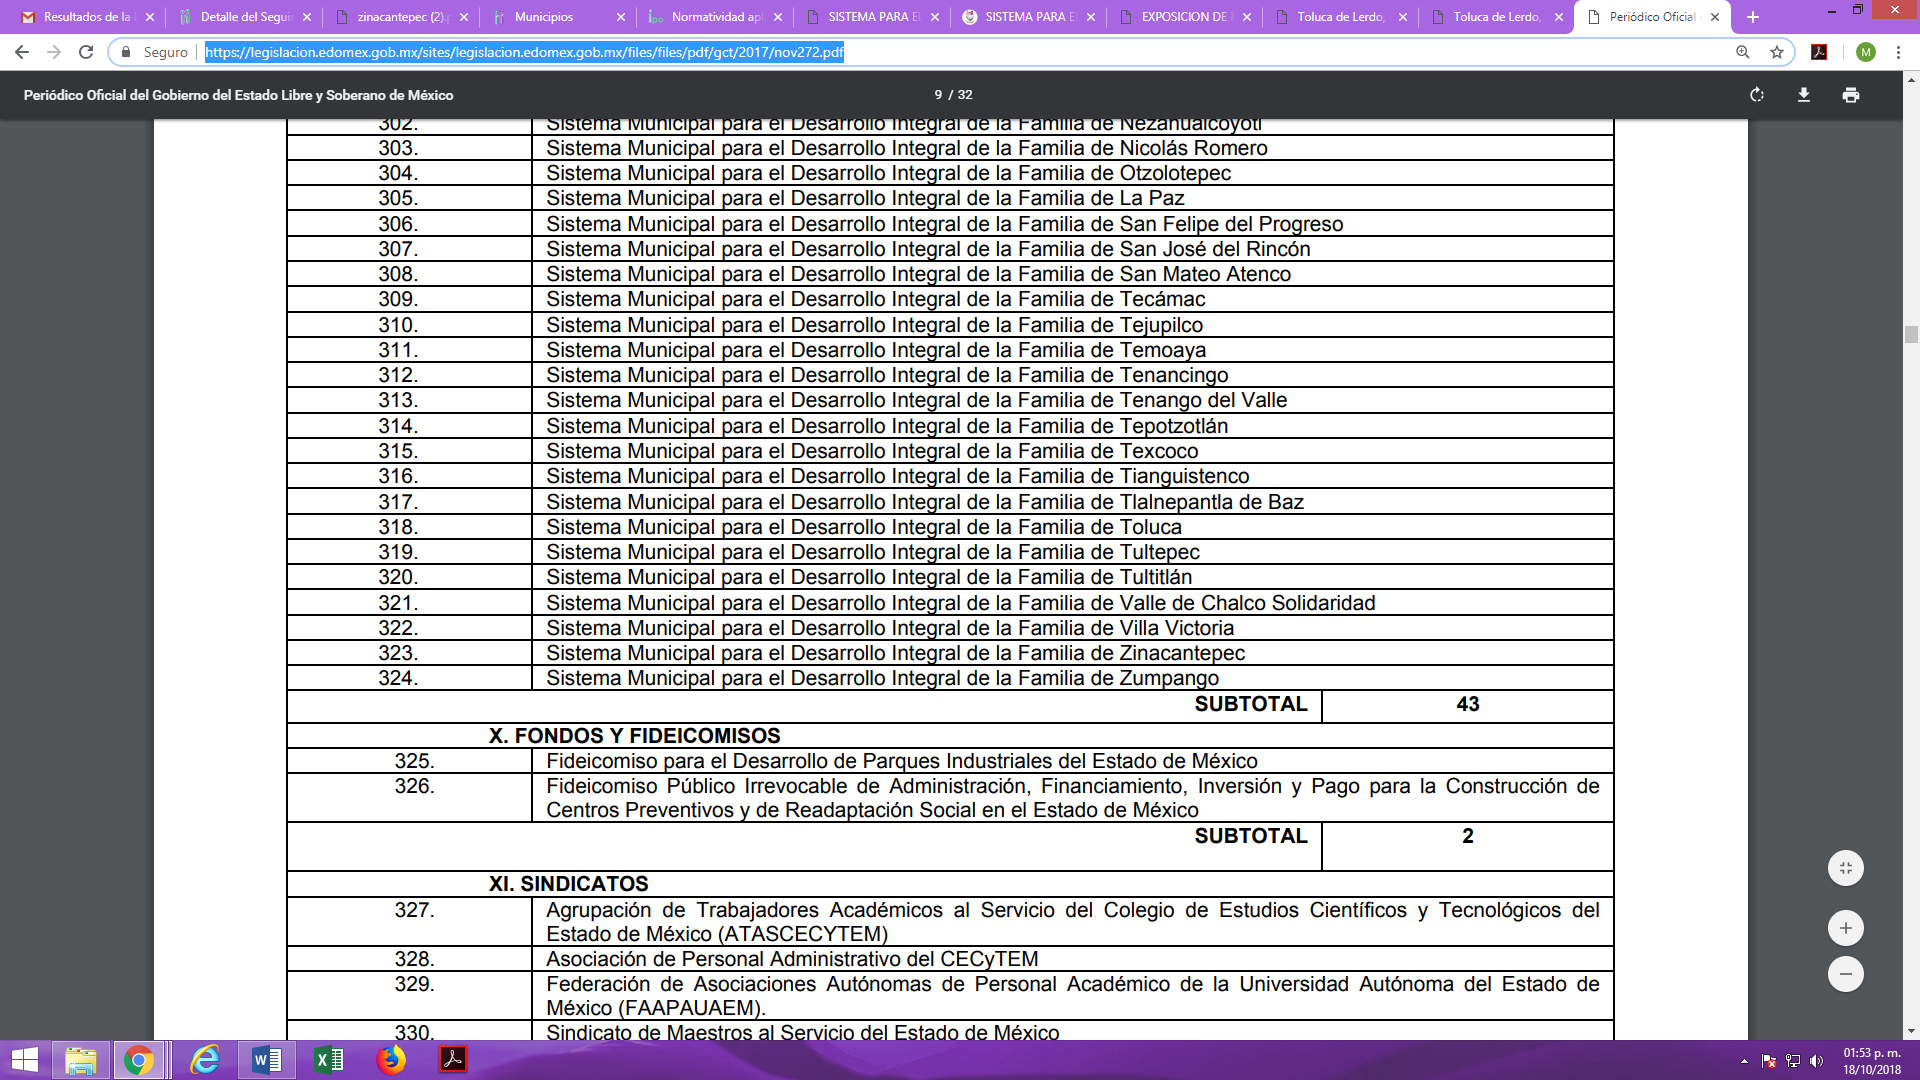 Resultados de la
Detalle del Segui
zinacantepec (2).p
Municipios
Normatividad apl
SISTEMA PARA EL
SISTEMA PARA EL
EXPOSICION DE
Toluca de Lerdo,
Toluca de Lerdo,
Periódico Oficial
Seguro
https://legislacion.edomex.gob.mx/sites/legislacion.edomex.gob.mx/files/files/pdf/gct/2017/nov272.pdf
M
Periódico Oficial del Gobierno del Estado Libre y Soberano de México
9 / 32
302. Sistema Municipal para el Desarrollo Integral de la Familia de Nezahualcóyotl
303. Sistema Municipal para el Desarrollo Integral de la Familia de Nicolás Romero
304. Sistema Municipal para el Desarrollo Integral de la Familia de Otzolotepec
305. Sistema Municipal para el Desarrollo Integral de la Familia de La Paz
306. Sistema Municipal para el Desarrollo Integral de la Familia de San Felipe del Progreso
307. Sistema Municipal para el Desarrollo Integral de la Familia de San José del Rincón
308. Sistema Municipal para el Desarrollo Integral de la Familia de San Mateo Atenco
309. Sistema Municipal para el Desarrollo Integral de la Familia de Tecámac
310. Sistema Municipal para el Desarrollo Integral de la Familia de Tejupilco
311. Sistema Municipal para el Desarrollo Integral de la Familia de Temoaya
312. Sistema Municipal para el Desarrollo Integral de la Familia de Tenancingo
313. Sistema Municipal para el Desarrollo Integral de la Familia de Tenango del Valle
314. Sistema Municipal para el Desarrollo Integral de la Familia de Tepotzotlán
315. Sistema Municipal para el Desarrollo Integral de la Familia de Texcoco
316. Sistema Municipal para el Desarrollo Integral de la Familia de Tianguistenco
317. Sistema Municipal para el Desarrollo Integral de la Familia de Tlalnepantla de Baz
318. Sistema Municipal para el Desarrollo Integral de la Familia de Toluca
319. Sistema Municipal para el Desarrollo Integral de la Familia de Tultepec
320. Sistema Municipal para el Desarrollo Integral de la Familia de Tultitlán
321. Sistema Municipal para el Desarrollo Integral de la Familia de Valle de Chalco Solidaridad
322. Sistema Municipal para el Desarrollo Integral de la Familia de Villa Victoria
323. Sistema Municipal para el Desarrollo Integral de la Familia de Zinacantepec
324. Sistema Municipal para el Desarrollo Integral de la Familia de Zumpango
SUBTOTAL 43
X. FONDOS Y FIDEICOMISOS
325. Fideicomiso para el Desarrollo de Parques Industriales del Estado de México
326. Fideicomiso Público Irrevocable de Administración, Financiamiento, Inversión y Pago para la Construcción de
Centros Preventivos y de Readaptación Social en el Estado de México
SUBTOTAL 2
XI. SINDICATOS
327. Agrupación de Trabajadores Académicos al Servicio del Colegio de Estudios Científicos y Tecnológicos del
Estado de México (ATASCECYTEM)
328. Asociación de Personal Administrativo del CECyTEM
329. Federación de Asociaciones Autónomas de Personal Académico de la Universidad Autónoma del Estado de
México (FAAPAUAEM).
330. Sindicato de Maestros al Servicio del Estado de México
01:53 p. m.
18/10/2018